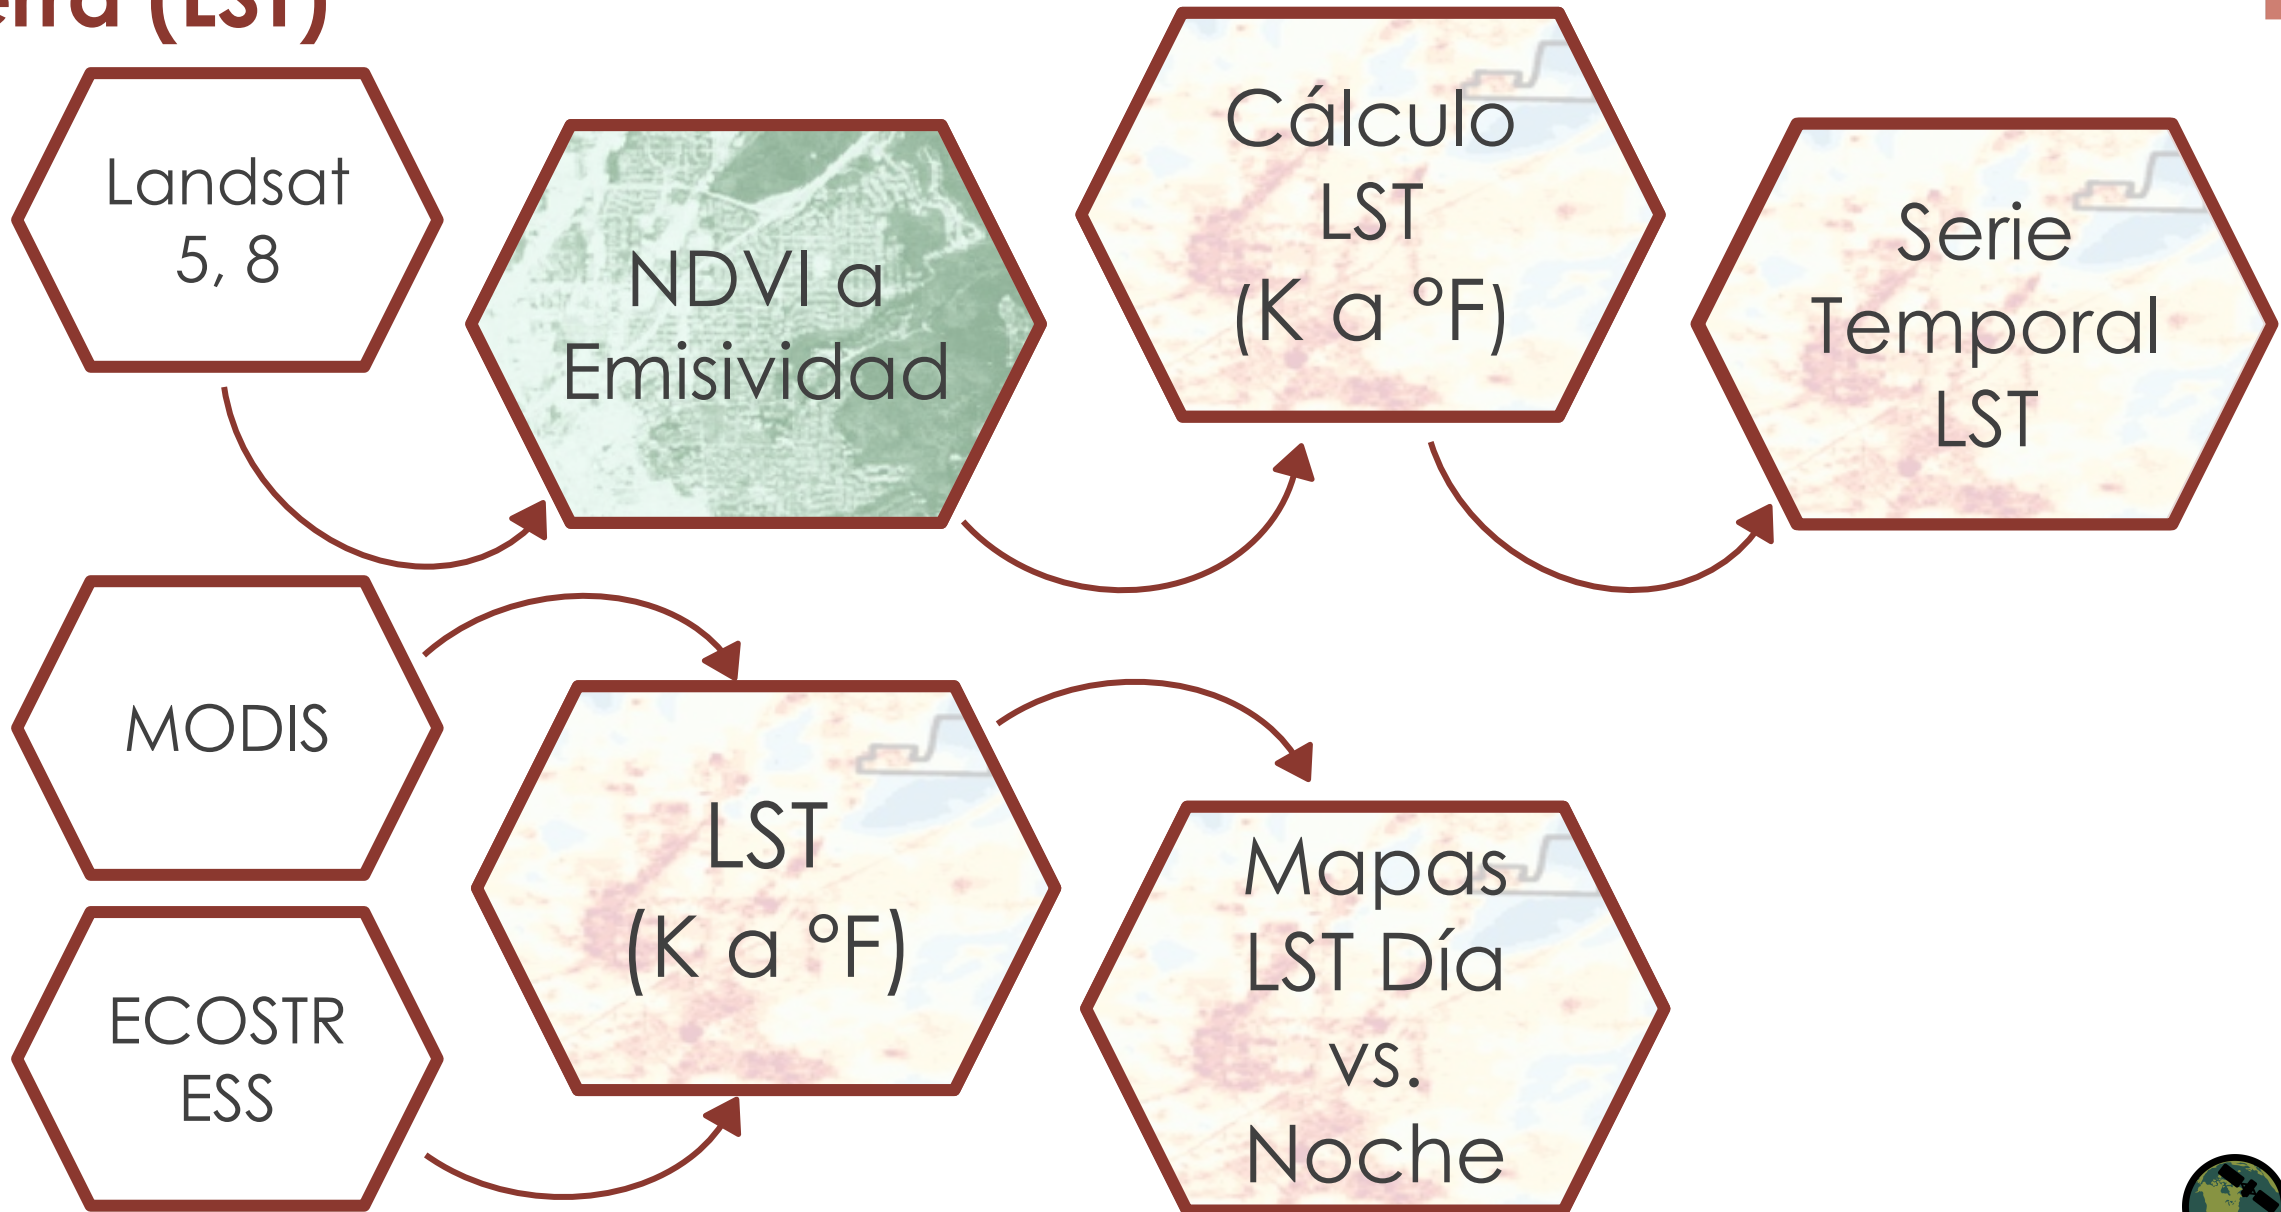 (LST)
Landsat
5, 8
NDVI a
Emisividad
Cálculo
LST
(K a °F)
Serie
Temporal
LST
MODIS
LST
(K a °F)
ECOSTR
ESS
Mapas
LST Día
vs.
Noche